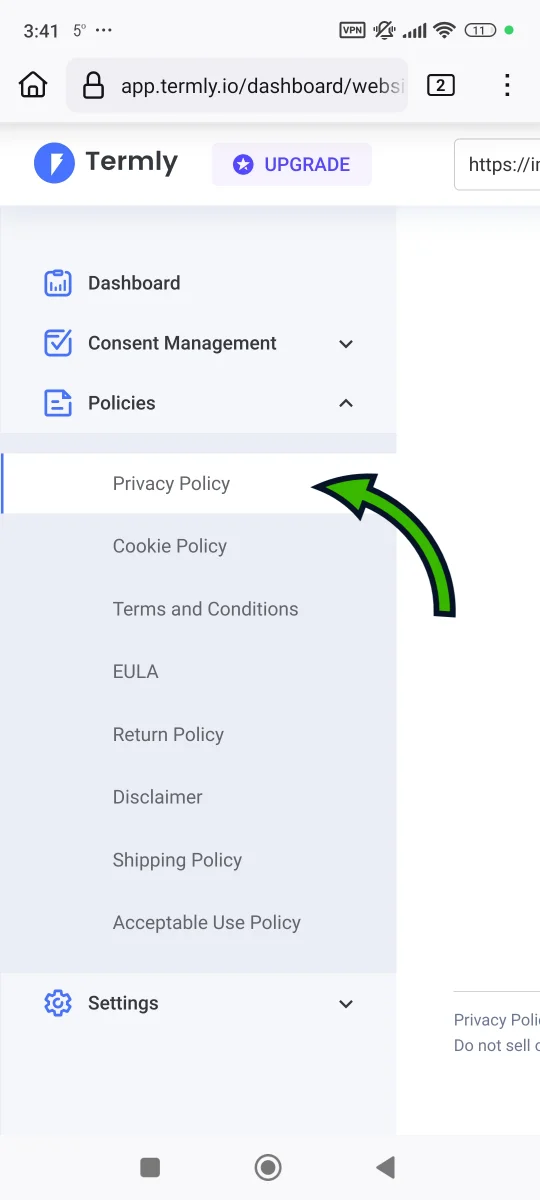 3:41 5° ...
VPN 11
app.termly.io/dashboard/websi
2
Termly
UPGRADE
https://i
Dashboard
Consent Management
Policies
Privacy Policy
Cookie Policy
Terms and Conditions
EULA
Return Policy
Disclaimer
Shipping Policy
Acceptable Use Policy
Settings
Privacy Poli
Do not sell